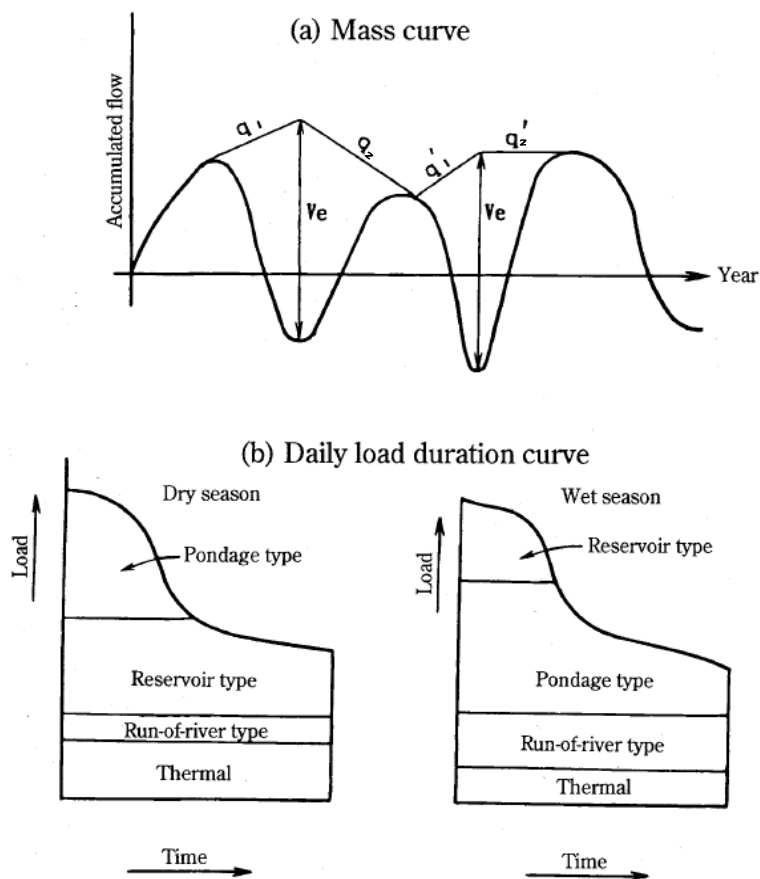 (a) Mass curve
Accumulated flow
q₁
q₂
q₁'
q₂'
Ve
Ve
Year
(b) Daily load duration curve
Dry season
Load
Pondage type
Reservoir type
Run-of-river type
Thermal
Time
Wet season
Load
Reservoir type
Pondage type
Run-of-river type
Thermal
Time